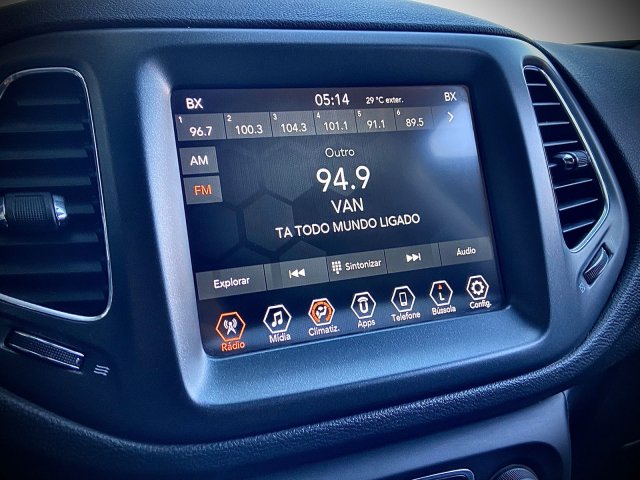 BX 05:14 29 °C exter. BX
1 96.7 2 100.3 3 104.3 4 101.1 5 91.1 6 89.5
AM
FM
Outro
94.9
VAN
TA TODO MUNDO LIGADO
Explorar Sintonizar Áudio
Rádio Mídia Climatiz. Apps Telefone Bússola Config.
L